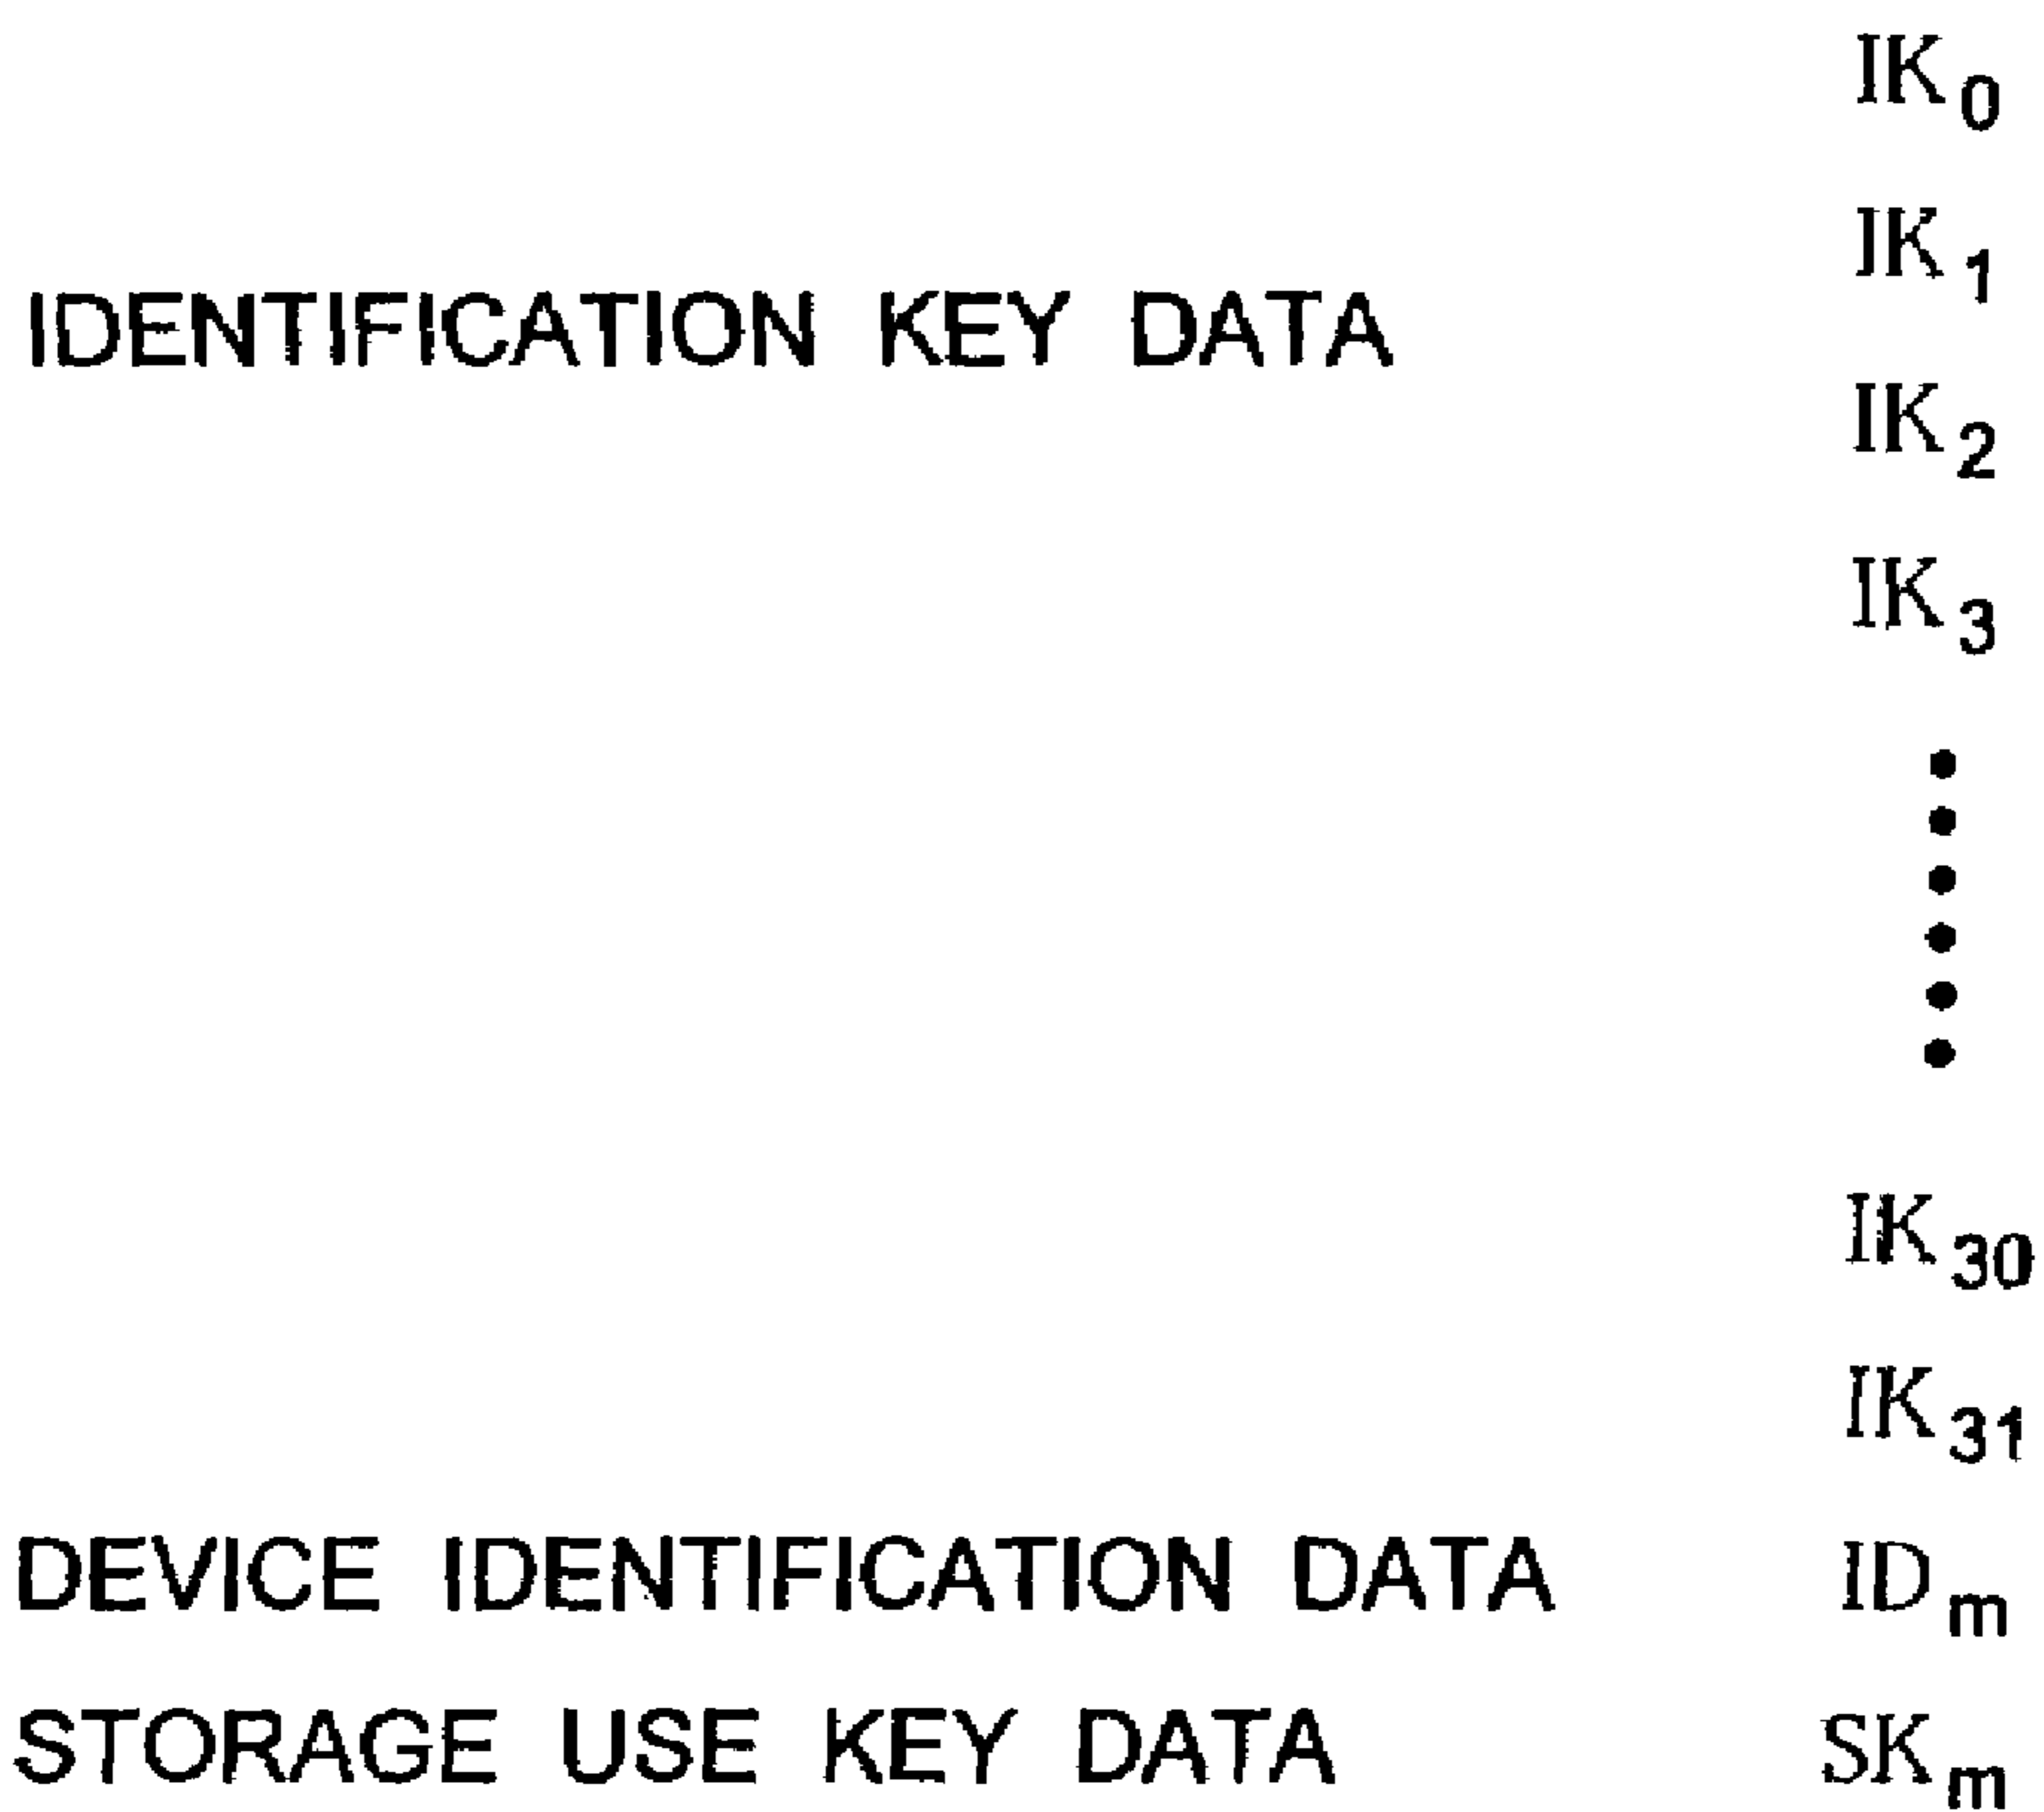 IK₀
IK₁
IDENTIFICATION KEY DATA
IK₂
IK₃
IK₃₀
IK₃₁
DEVICE IDENTIFICATION DATA IDₘ
STORAGE USE KEY DATA SKₘ